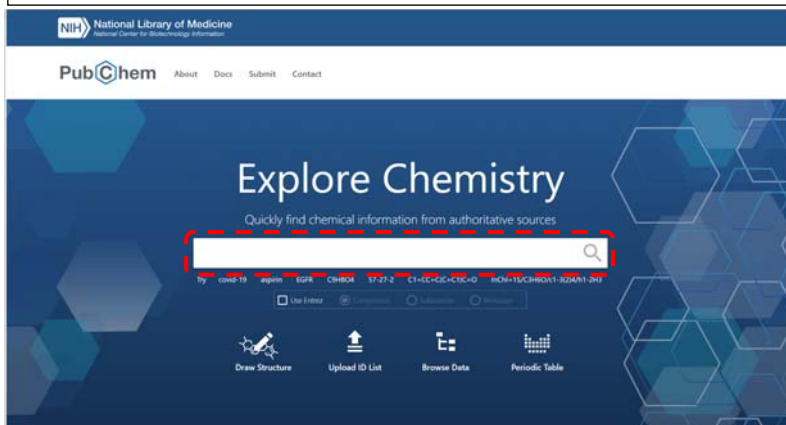 NIH National Library of Medicine
National Center for Biotechnology Information
PubChem About Docs Submit Contact
Explore Chemistry
Quickly find chemical information from authoritative sources
Try covid-19 aspirin EGFR C9H8O4 57-27-2 C1=CC=C(C=C1)C=O InChI=1S/C3H6O/c1-3(2)4/h1-2H3
Use Entrez Compounds Substances
Draw Structure Upload ID List Browse Data Periodic Table